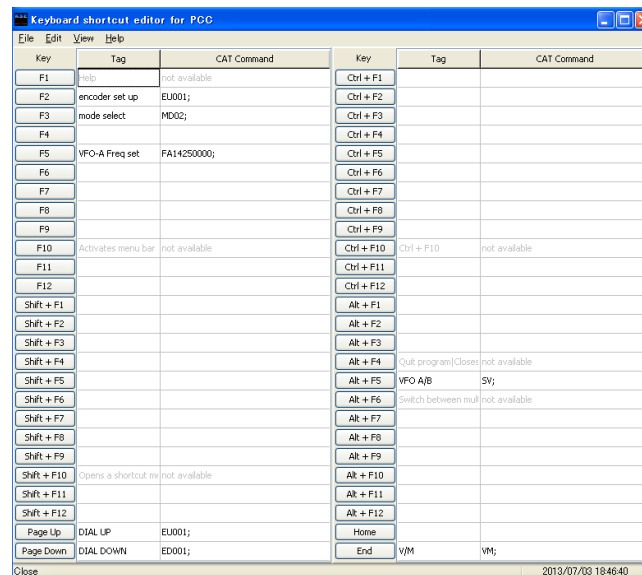 Keyboard shortcut editor for PCC
File Edit View Help
Key Tag CAT Command
F1 Help not available
F2 encoder set up EU001;
F3 mode select MD02;
F4
F5 VFO-A Freq set FA14250000;
F6
F7
F8
F9
F10 Activates menu bar not available
F11
F12
Shift + F1
Shift + F2
Shift + F3
Shift + F4
Shift + F5
Shift + F6
Shift + F7
Shift + F8
Shift + F9
Shift + F10 Opens a shortcut me not available
Shift + F11
Shift + F12
Page Up DIAL UP EU001;
Page Down DIAL DOWN ED001;
Key Tag CAT Command
Ctrl + F1
Ctrl + F2
Ctrl + F3
Ctrl + F4
Ctrl + F5
Ctrl + F6
Ctrl + F7
Ctrl + F8
Ctrl + F9
Ctrl + F10 Ctrl + F10 not available
Ctrl + F11
Ctrl + F12
Alt + F1
Alt + F2
Alt + F3
Alt + F4 Quit program|Closes not available
Alt + F5 VFO A/B SV;
Alt + F6 Switch between mul not available
Alt + F7
Alt + F8
Alt + F9
Alt + F10
Alt + F11
Alt + F12
Home
End V/M VM;
Close 2013/07/03 18:46:40